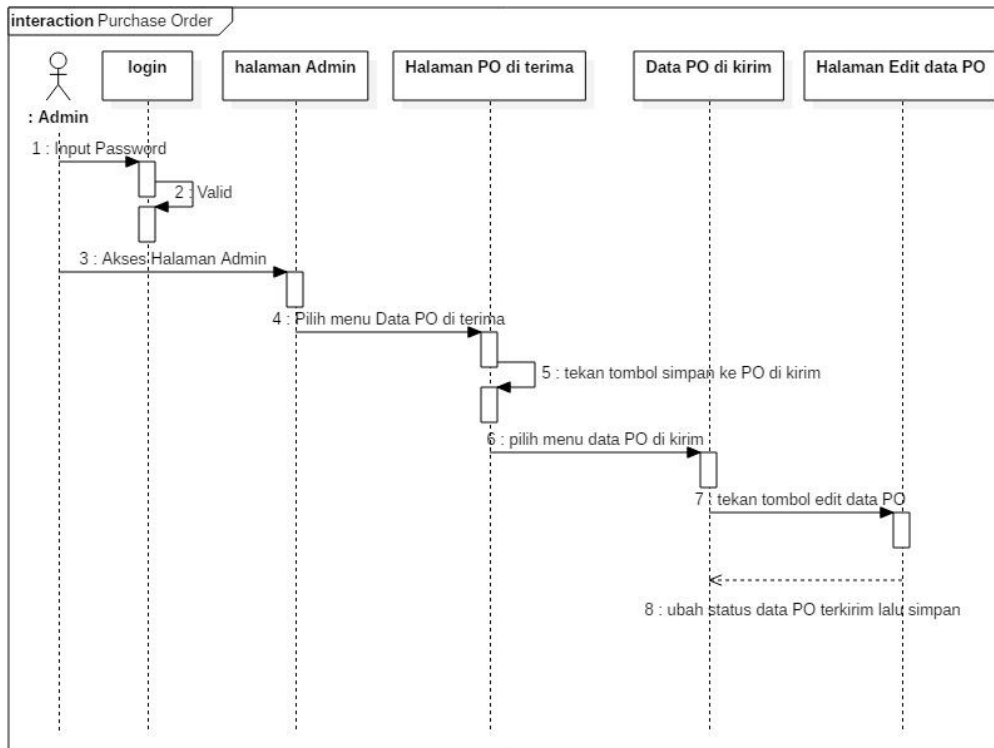 interaction Purchase Order
login
halaman Admin
Halaman PO di terima
Data PO di kirim
Halaman Edit data PO
: Admin
1 : Input Password
2 : Valid
3 : Akses Halaman Admin
4 : Pilih menu Data PO di terima
5 : tekan tombol simpan ke PO di kirim
6 : pilih menu data PO di kirim
7 : tekan tombol edit data PO
8 : ubah status data PO terkirim lalu simpan